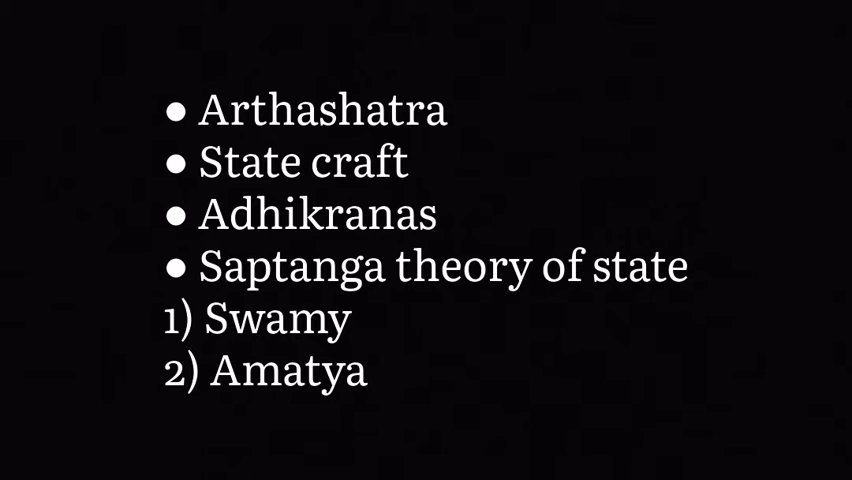 ● Arthashatra
● State craft
● Adhikranas
● Saptanga theory of state
1) Swamy
2) Amatya